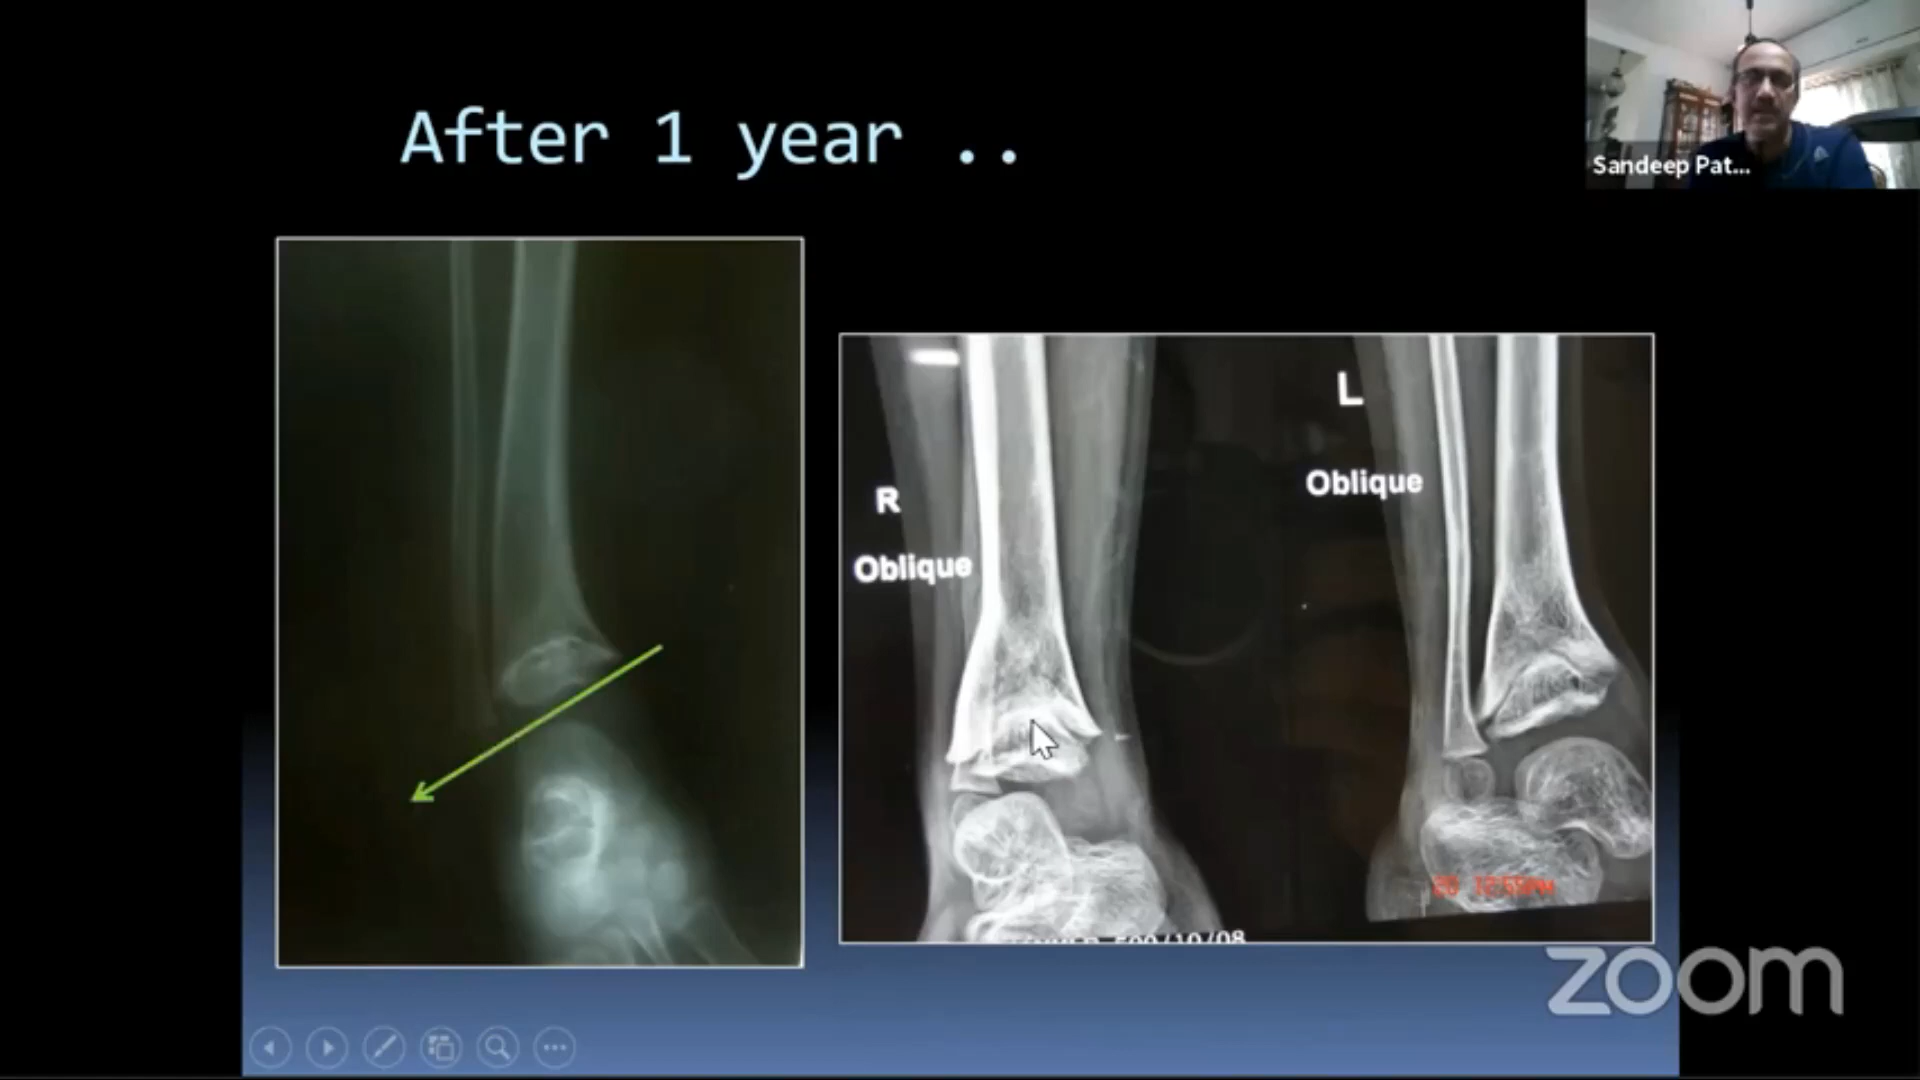 After 1 year ..
Sandeep Pat...
R
Oblique
L
Oblique
zoom